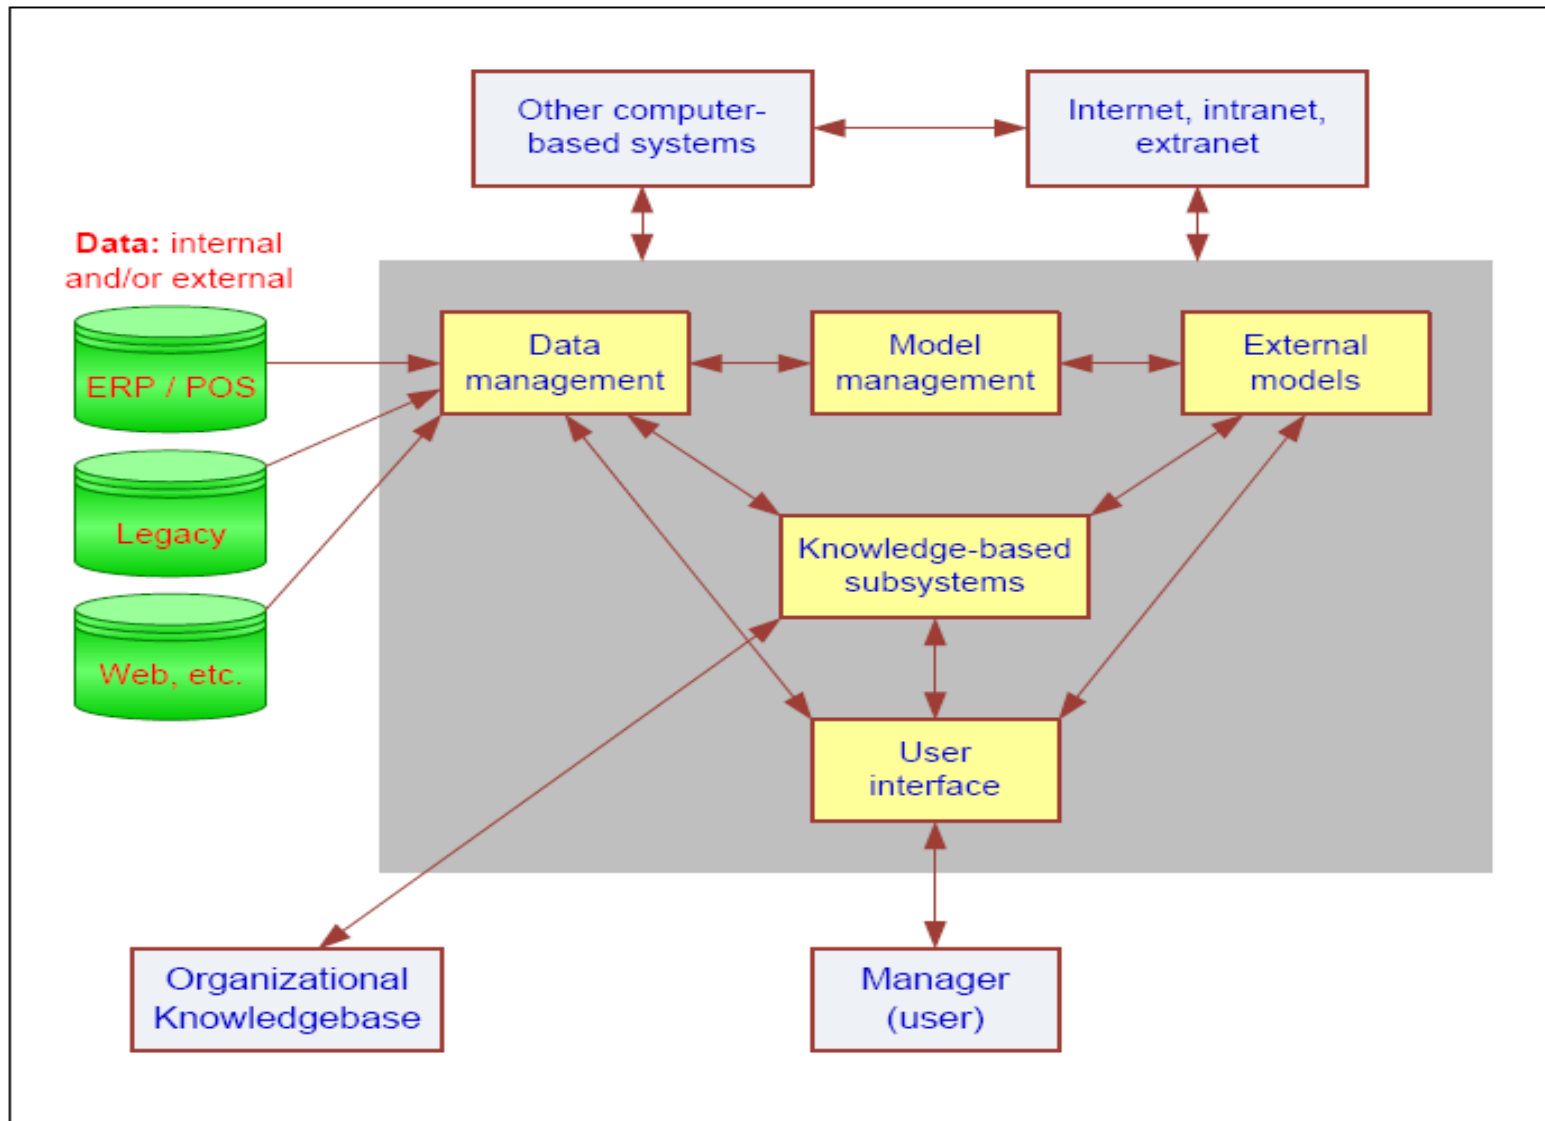 Other computer-
based systems
Internet, intranet,
extranet
Data: internal
and/or external
ERP / POS
Legacy
Web, etc.
Data
management
Model
management
External
models
Knowledge-based
subsystems
User
interface
Organizational
Knowledgebase
Manager
(user)